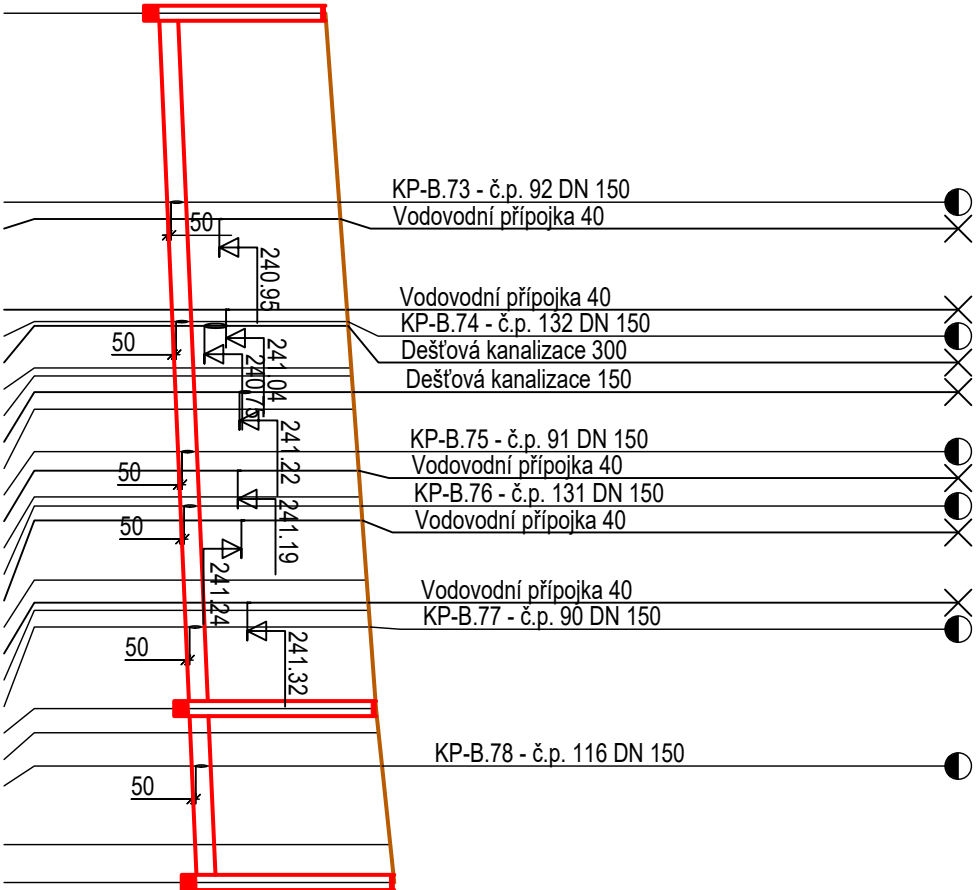 KP-B.73 - č.p. 92 DN 150
Vodovodní přípojka 40
50
240.95
Vodovodní přípojka 40
KP-B.74 - č.p. 132 DN 150
50
Dešťová kanalizace 300
241.04
240.75
Dešťová kanalizace 150
241.22
KP-B.75 - č.p. 91 DN 150
50
Vodovodní přípojka 40
KP-B.76 - č.p. 131 DN 150
50
Vodovodní přípojka 40
241.19
241.24
Vodovodní přípojka 40
KP-B.77 - č.p. 90 DN 150
50
241.32
KP-B.78 - č.p. 116 DN 150
50